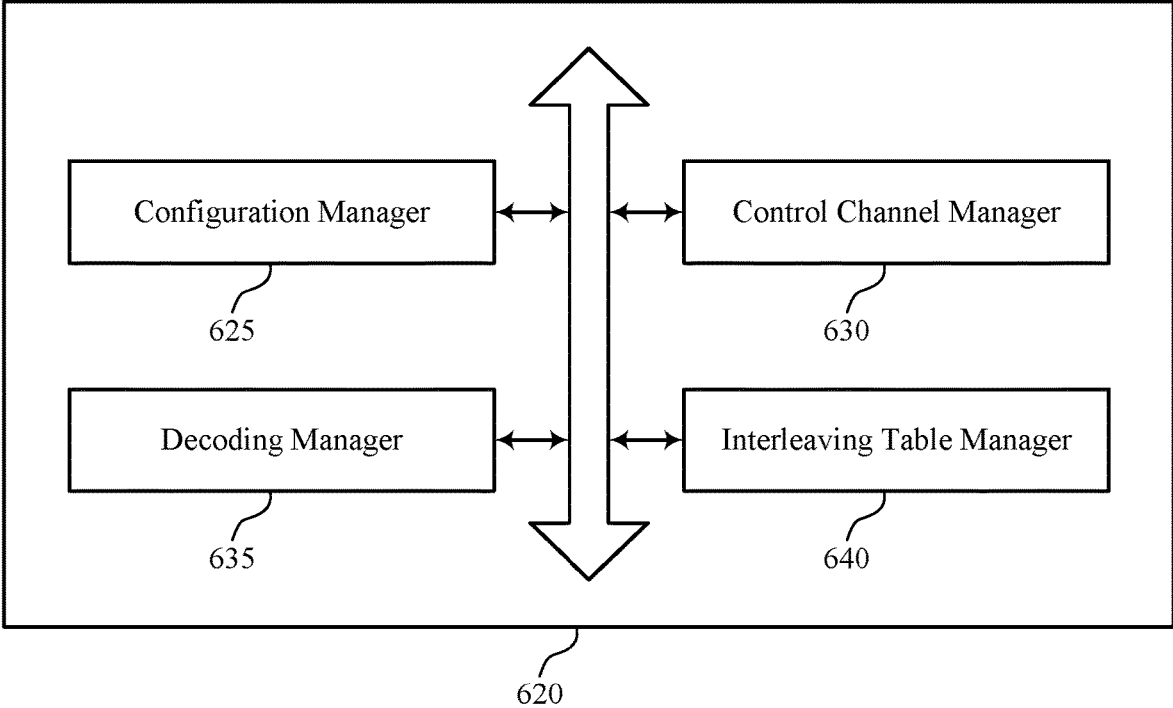 Configuration Manager
Control Channel Manager
625
630
Decoding Manager
Interleaving Table Manager
635
640
620